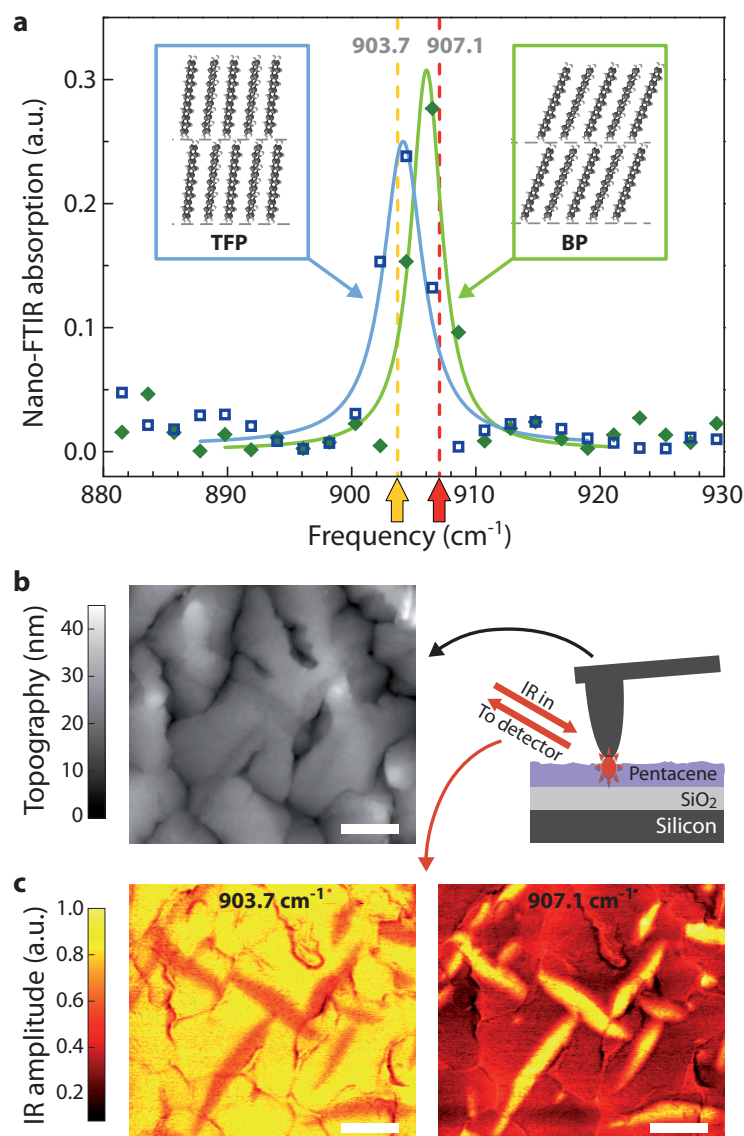 a
903.7 907.1
0.3
0.2
0.1
0.0
Nano-FTIR absorption (a.u.)
TFP
BP
880 890 900 910 920 930
Frequency (cm⁻¹)
b
Topography (nm)
40
30
20
10
0
IR in
To detector
Pentacene
SiO₂
Silicon
c
903.7 cm⁻¹
907.1 cm⁻¹
IR amplitude (a.u.)
1.0
0.8
0.6
0.4
0.2